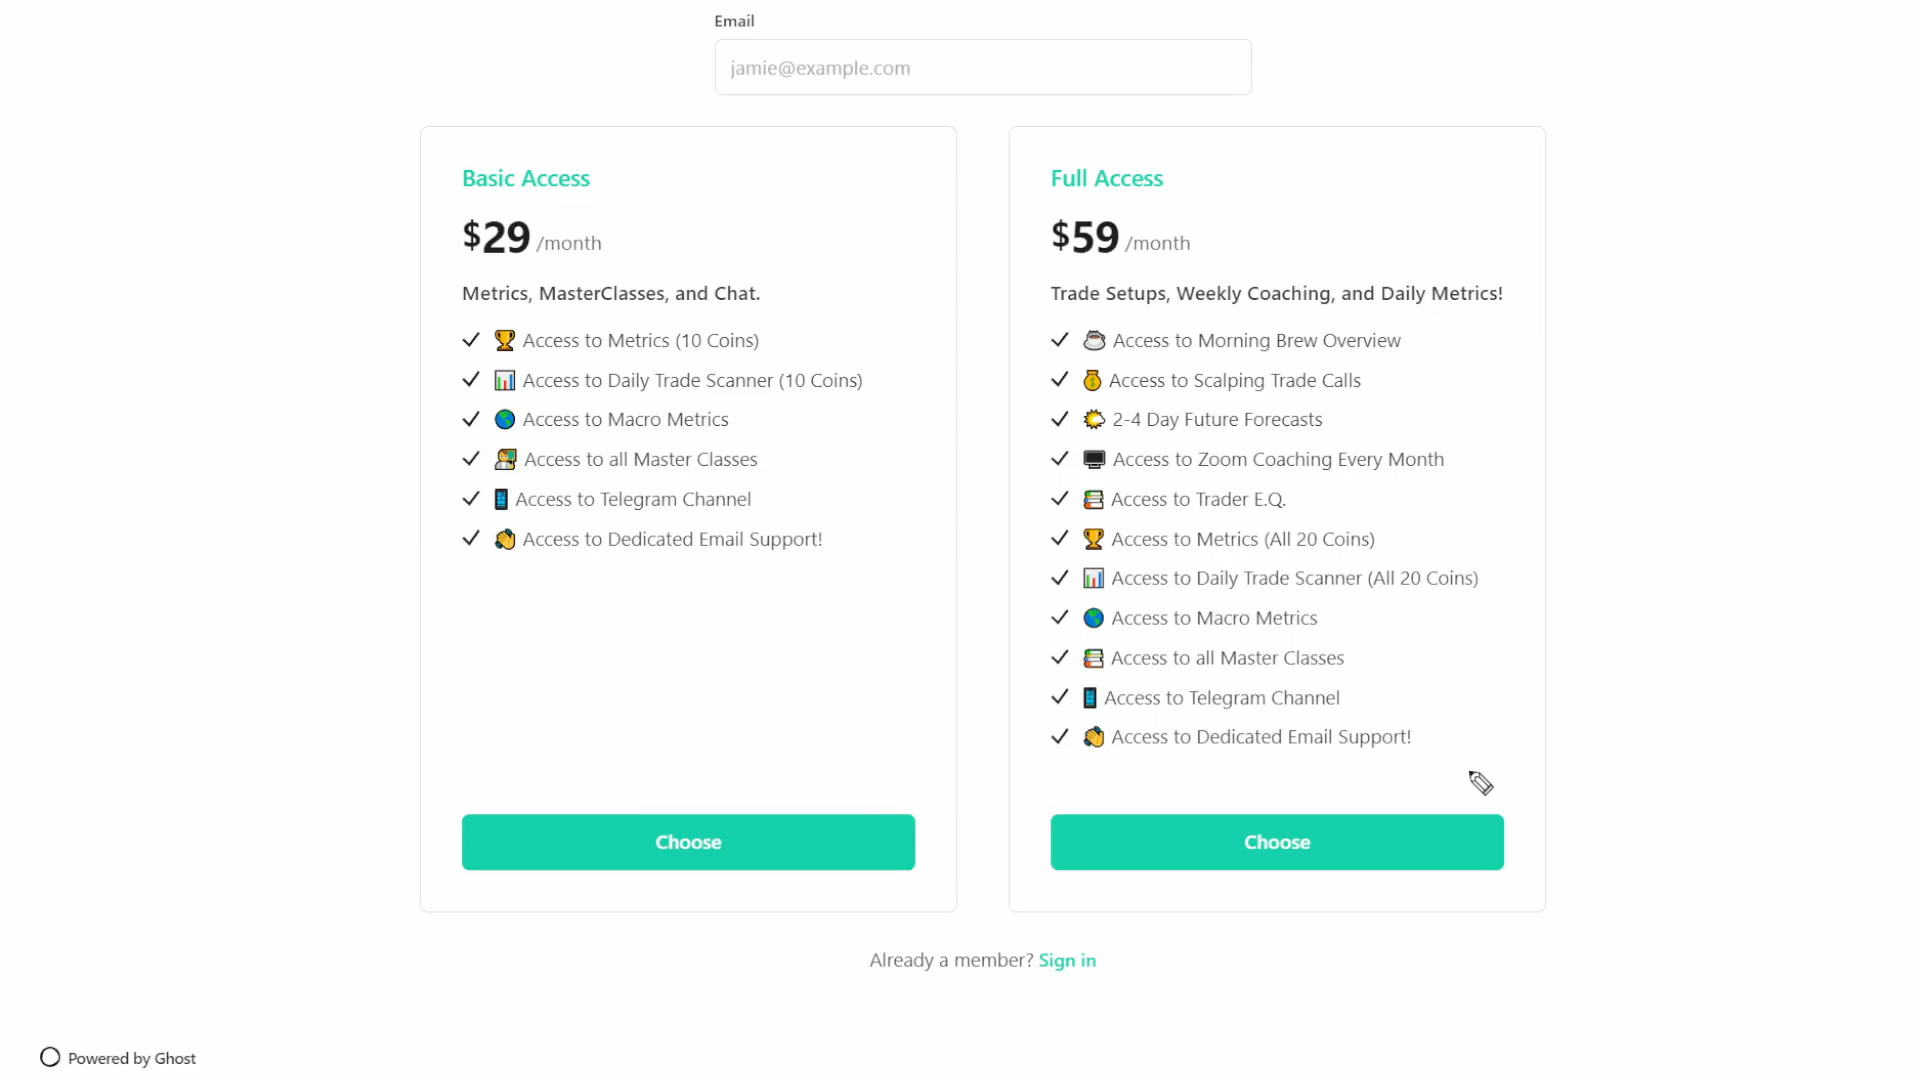 Email
jamie@example.com
Basic Access
$29 /month
Metrics, MasterClasses, and Chat.
Access to Metrics (10 Coins)
Access to Daily Trade Scanner (10 Coins)
Access to Macro Metrics
Access to all Master Classes
Access to Telegram Channel
Access to Dedicated Email Support!
Choose
Full Access
$59 /month
Trade Setups, Weekly Coaching, and Daily Metrics!
Access to Morning Brew Overview
Access to Scalping Trade Calls
2-4 Day Future Forecasts
Access to Zoom Coaching Every Month
Access to Trader E.Q.
Access to Metrics (All 20 Coins)
Access to Daily Trade Scanner (All 20 Coins)
Access to Macro Metrics
Access to all Master Classes
Access to Telegram Channel
Access to Dedicated Email Support!
Choose
Already a member? Sign in
Powered by Ghost